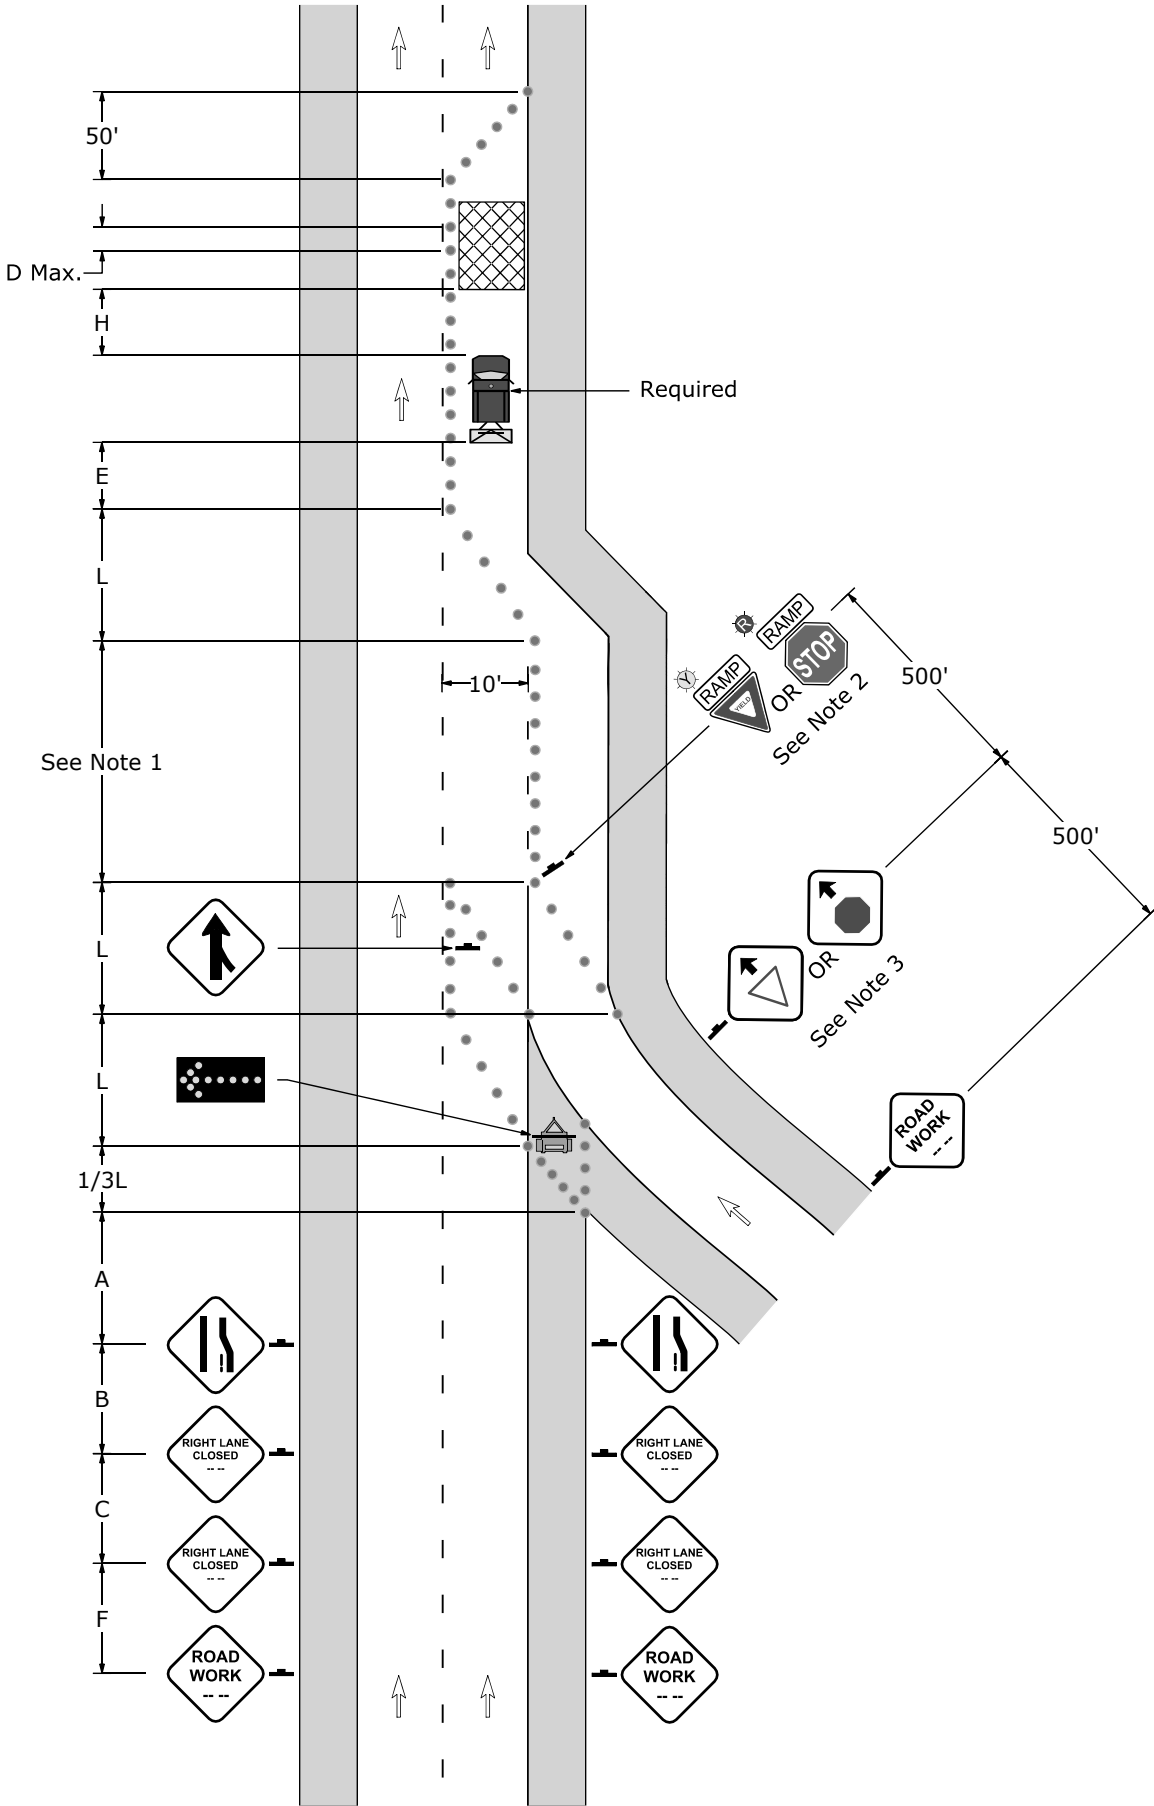 50'
D Max.
H
Required
E
L
R
RAMP
STOP
Y
RAMP
YIELD
OR
See Note 2
500'
10'
See Note 1
500'
L
OR
See Note 3
L
ROAD
WORK
-- --
1/3L
A
B
RIGHT LANE
CLOSED
-- --
RIGHT LANE
CLOSED
-- --
C
RIGHT LANE
CLOSED
-- --
RIGHT LANE
CLOSED
-- --
F
ROAD
WORK
-- --
ROAD
WORK
-- --